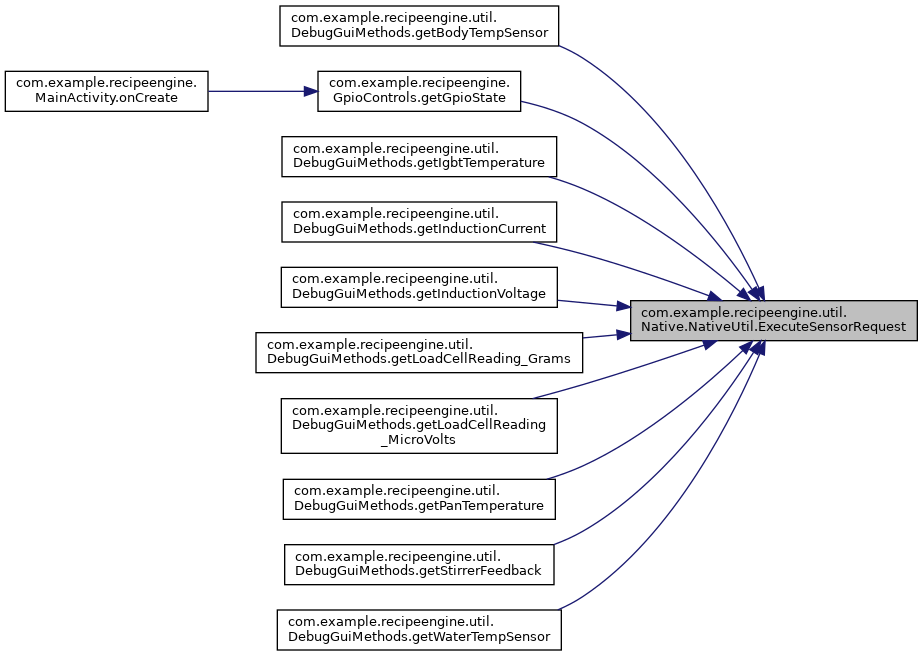 com.example.recipeengine.util.
DebugGuiMethods.getBodyTempSensor
com.example.recipeengine.
MainActivity.onCreate
com.example.recipeengine.
GpioControls.getGpioState
com.example.recipeengine.util.
DebugGuiMethods.getIgbtTemperature
com.example.recipeengine.util.
DebugGuiMethods.getInductionCurrent
com.example.recipeengine.util.
DebugGuiMethods.getInductionVoltage
com.example.recipeengine.util.
Native.NativeUtil.ExecuteSensorRequest
com.example.recipeengine.util.
DebugGuiMethods.getLoadCellReading_Grams
com.example.recipeengine.util.
DebugGuiMethods.getLoadCellReading
_MicroVolts
com.example.recipeengine.util.
DebugGuiMethods.getPanTemperature
com.example.recipeengine.util.
DebugGuiMethods.getStirrerFeedback
com.example.recipeengine.util.
DebugGuiMethods.getWaterTempSensor